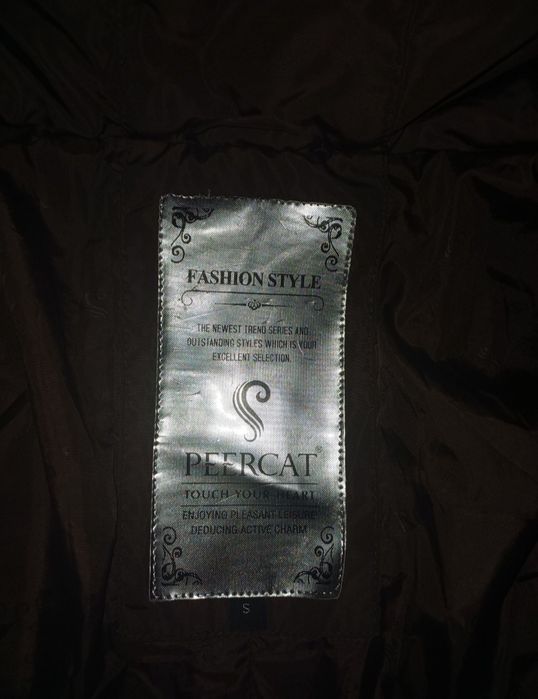 FASHION STYLE
THE NEWEST TREND SERIES AND
OUTSTANDING STYLES WHICH IS YOUR
EXCELLENT SELECTION.
PEERCAT®
TOUCH YOUR HEART
ENJOYING PLEASANT LEISURE
DEDUCING ACTIVE CHARM
S